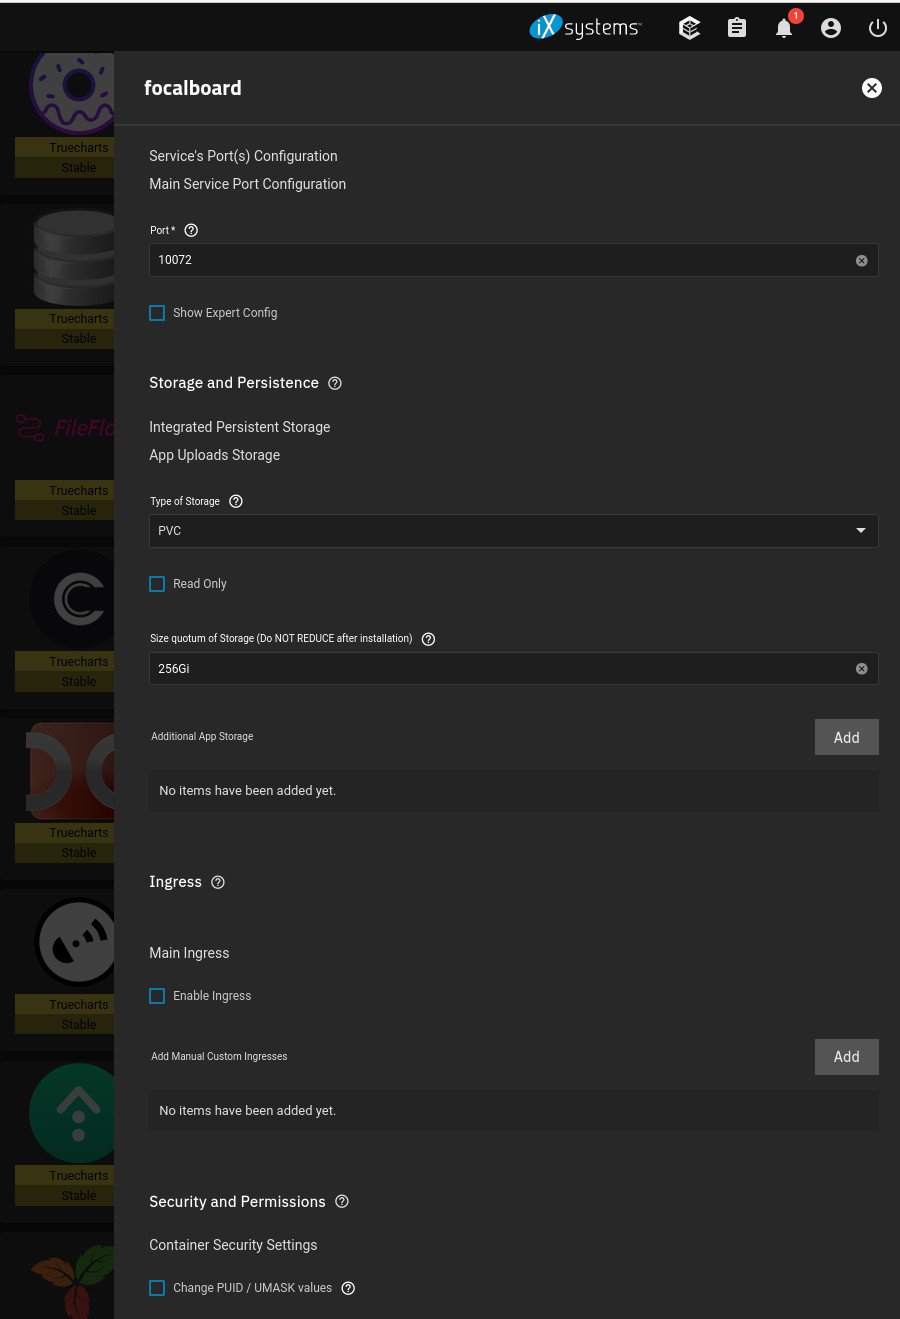 iXsystems™
1
focalboard
Service's Port(s) Configuration
Main Service Port Configuration
Port *
10072
Show Expert Config
Storage and Persistence
Integrated Persistent Storage
App Uploads Storage
Type of Storage
PVC
Read Only
Size quotum of Storage (Do NOT REDUCE after installation)
256Gi
Additional App Storage
Add
No items have been added yet.
Ingress
Main Ingress
Enable Ingress
Add Manual Custom Ingresses
Add
No items have been added yet.
Security and Permissions
Container Security Settings
Change PUID / UMASK values
Truecharts
Stable
Truecharts
Stable
FileFlo
Truecharts
Stable
Truecharts
Stable
Truecharts
Stable
Truecharts
Stable
Truecharts
Stable